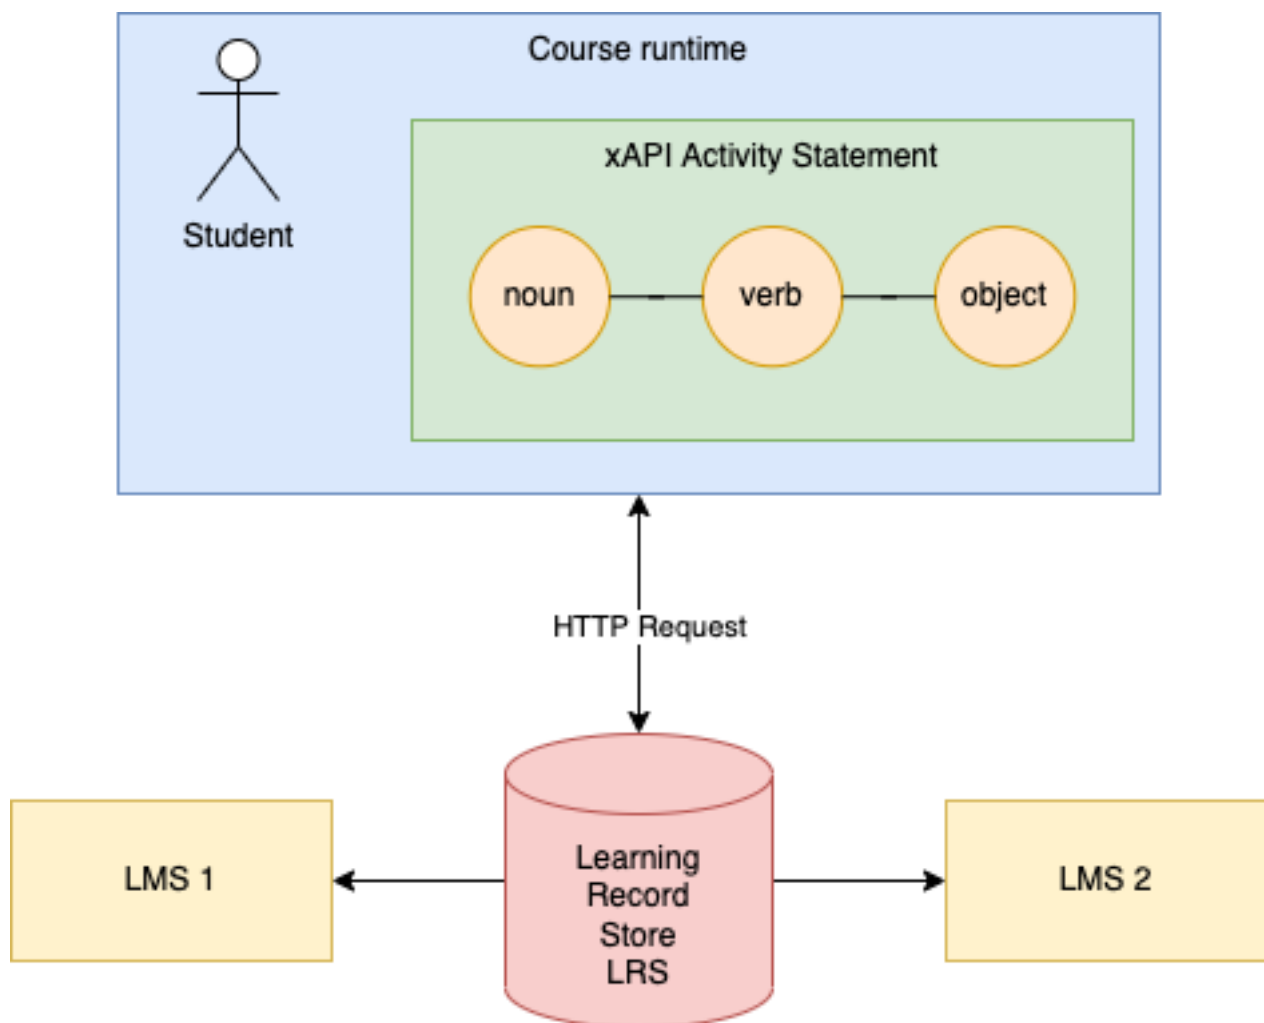 Course runtime
xAPI Activity Statement
Student
noun
verb
object
HTTP Request
LMS 1
Learning
Record
Store
LRS
LMS 2